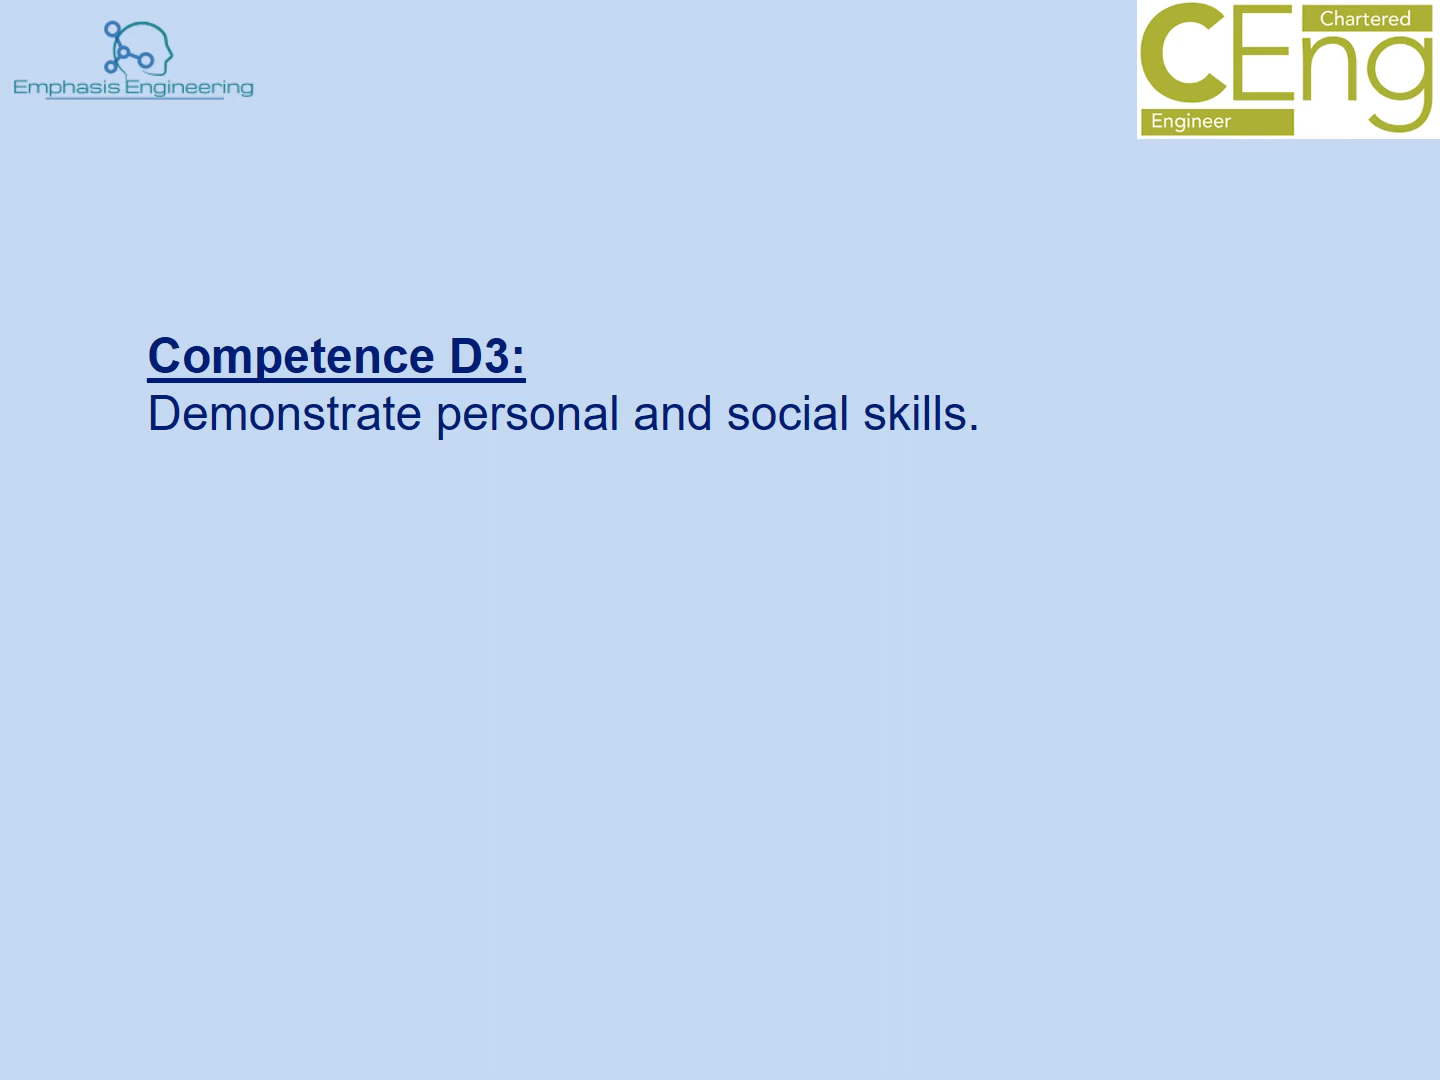 Emphasis Engineering
CEng
Chartered
Engineer
Competence D3:
Demonstrate personal and social skills.